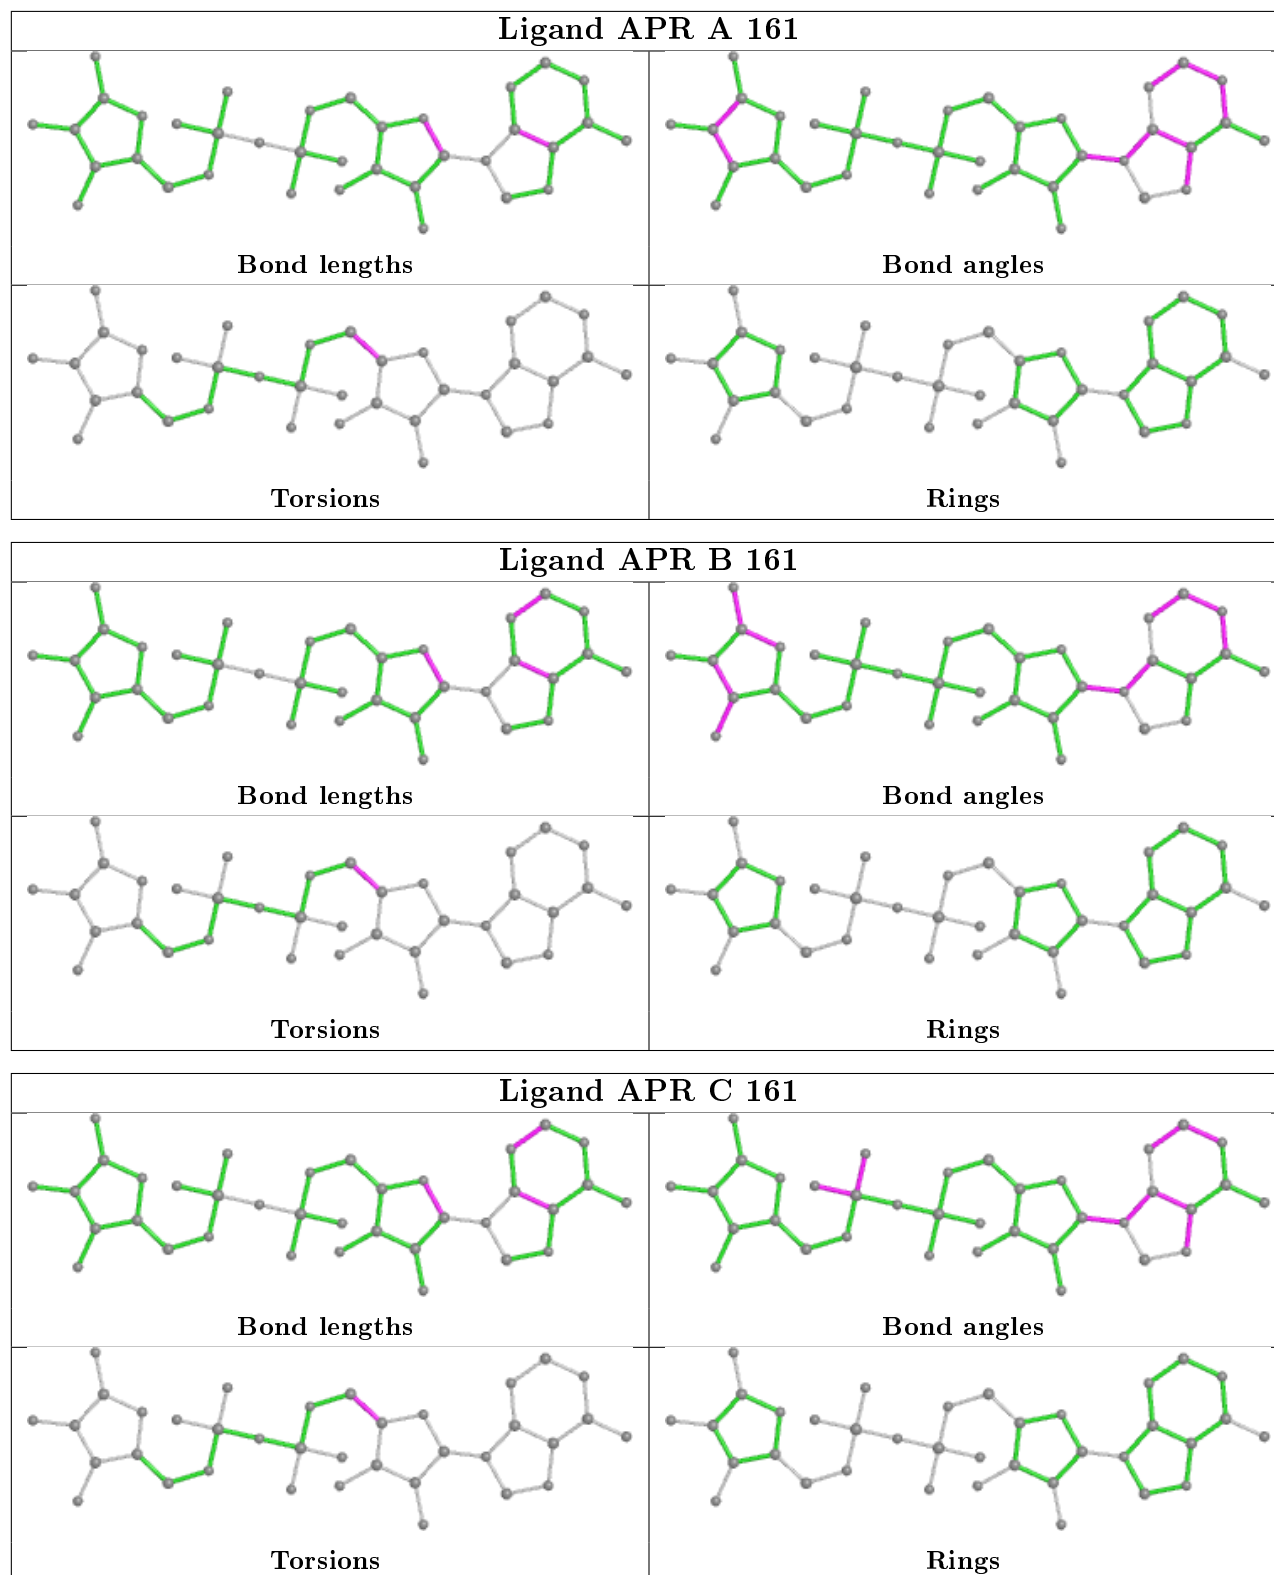 Ligand APR A 161
Bond lengths
Bond angles
Torsions
Rings
Ligand APR B 161
Bond lengths
Bond angles
Torsions
Rings
Ligand APR C 161
Bond lengths
Bond angles
Torsions
Rings